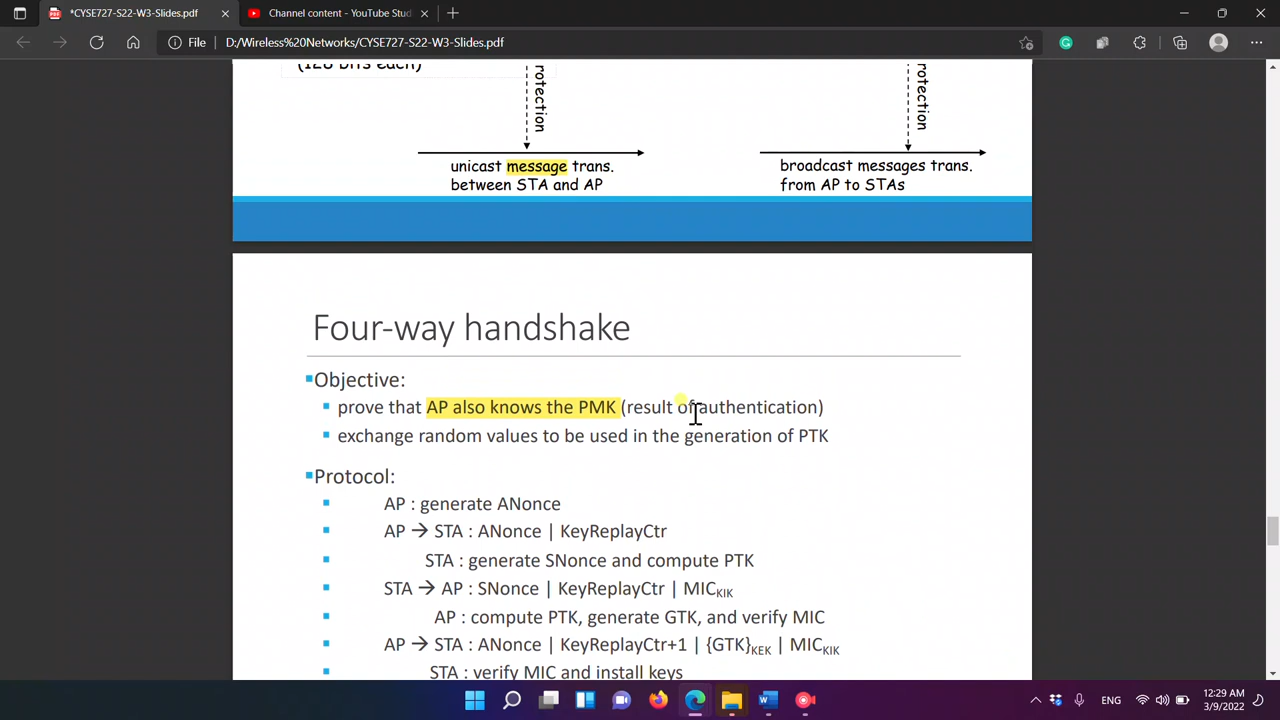 *CYSE727-S22-W3-Slides.pdf
Channel content - YouTube Stud
File
D:/Wireless%20Networks/CYSE727-S22-W3-Slides.pdf
(128 bits each)
rotection
rotection
unicast message trans.
between STA and AP
broadcast messages trans.
from AP to STAs
Four-way handshake
Objective:
prove that AP also knows the PMK (result of authentication)
exchange random values to be used in the generation of PTK
Protocol:
AP : generate ANonce
AP → STA : ANonce | KeyReplayCtr
STA : generate SNonce and compute PTK
STA → AP : SNonce | KeyReplayCtr | MICKIK
AP : compute PTK, generate GTK, and verify MIC
AP → STA : ANonce | KeyReplayCtr+1 | {GTK}KEK | MICKIK
STA : verify MIC and install keys
12:29 AM
3/9/2022